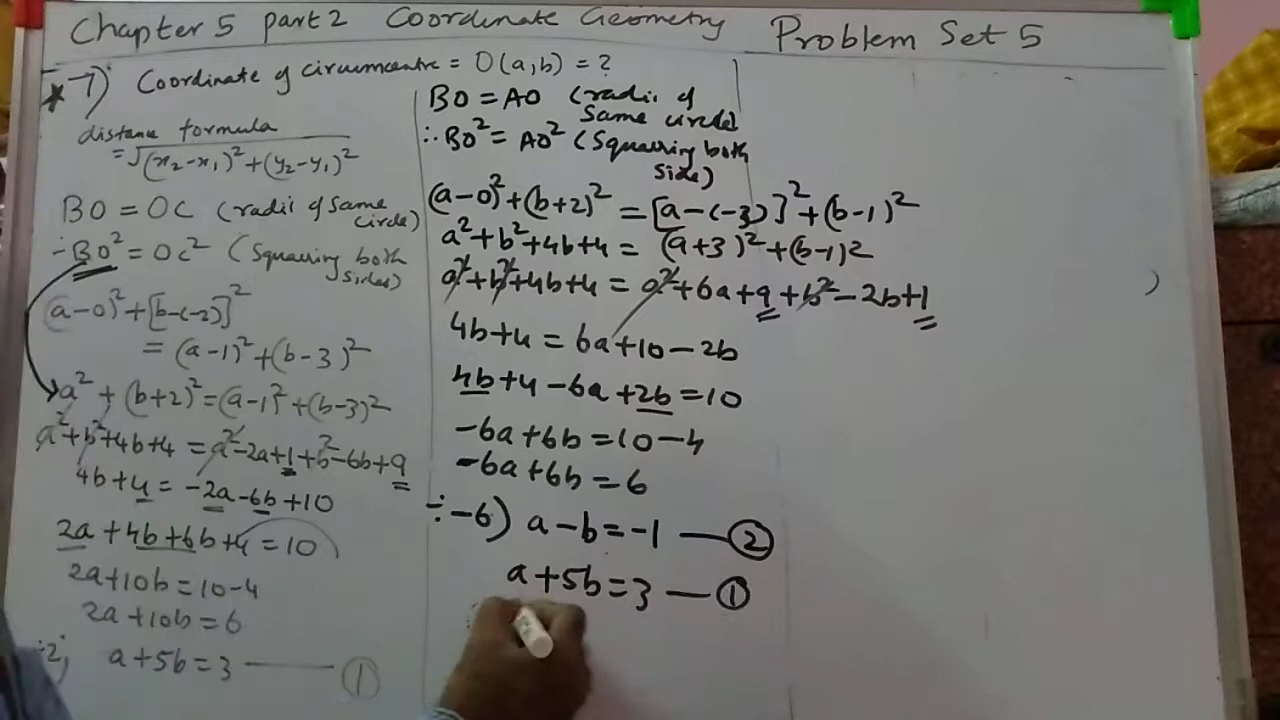 Chapter 5 part 2 Coordinate Geometry Problem Set 5
* 7) Coordinate of circumcentre = O(a,b) = ?
distance formula
= √(x₂-x₁)²+(y₂-y₁)²
BO = OC (radii of same circle)
∴ BO² = OC² (Squaring both sides)
(a-0)²+[b-(-2)]²
= (a-1)²+(b-3)²
a²+(b+2)²=(a-1)²+(b-3)²
a²+b²+4b+4 = a²-2a+1+b²-6b+9
4b+4 = -2a-6b+10
2a+4b+6b+4 = 10
2a+10b = 10-4
2a+10b = 6
÷2; a+5b = 3 — ①
BO = AO (radii of same circle)
∴ BO² = AO² (Squaring both side)
(a-0)²+(b+2)² = [a-(-3)]²+(b-1)²
a²+b²+4b+4 = (a+3)²+(b-1)²
a²+b²+4b+4 = a²+6a+9+b²-2b+1
4b+4 = 6a+10-2b
4b+4-6a+2b = 10
-6a+6b = 10-4
-6a+6b = 6
÷-6) a-b = -1 — ②
a+5b = 3 — ①